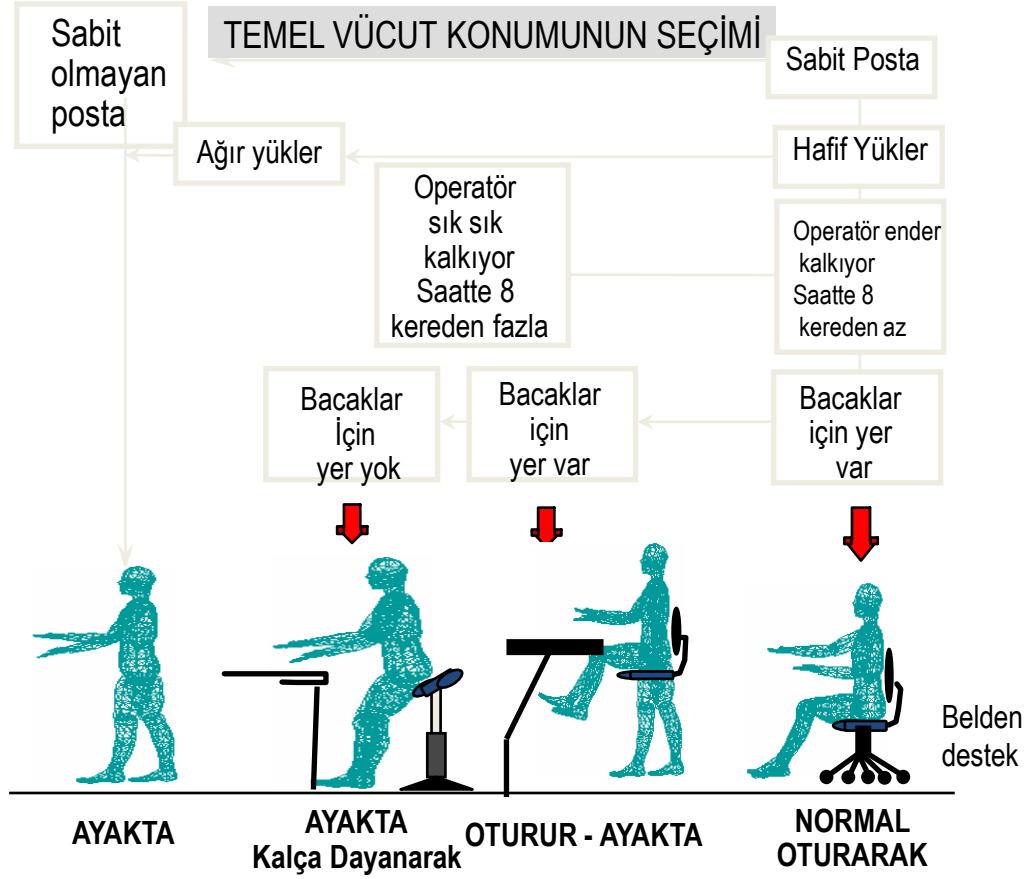 TEMEL VÜCUT KONUMUNUN SEÇİMİ
Sabit
olmayan
posta
Sabit Posta
Ağır yükler
Hafif Yükler
Operatör
sık sık
kalkıyor
Saatte 8
kereden fazla
Operatör ender
kalkıyor
Saatte 8
kereden az
Bacaklar
İçin
yer yok
Bacaklar
için
yer var
Bacaklar
için yer
var
Belden
destek
AYAKTA
AYAKTA
Kalça Dayanarak
OTURUR - AYAKTA
NORMAL
OTURARAK